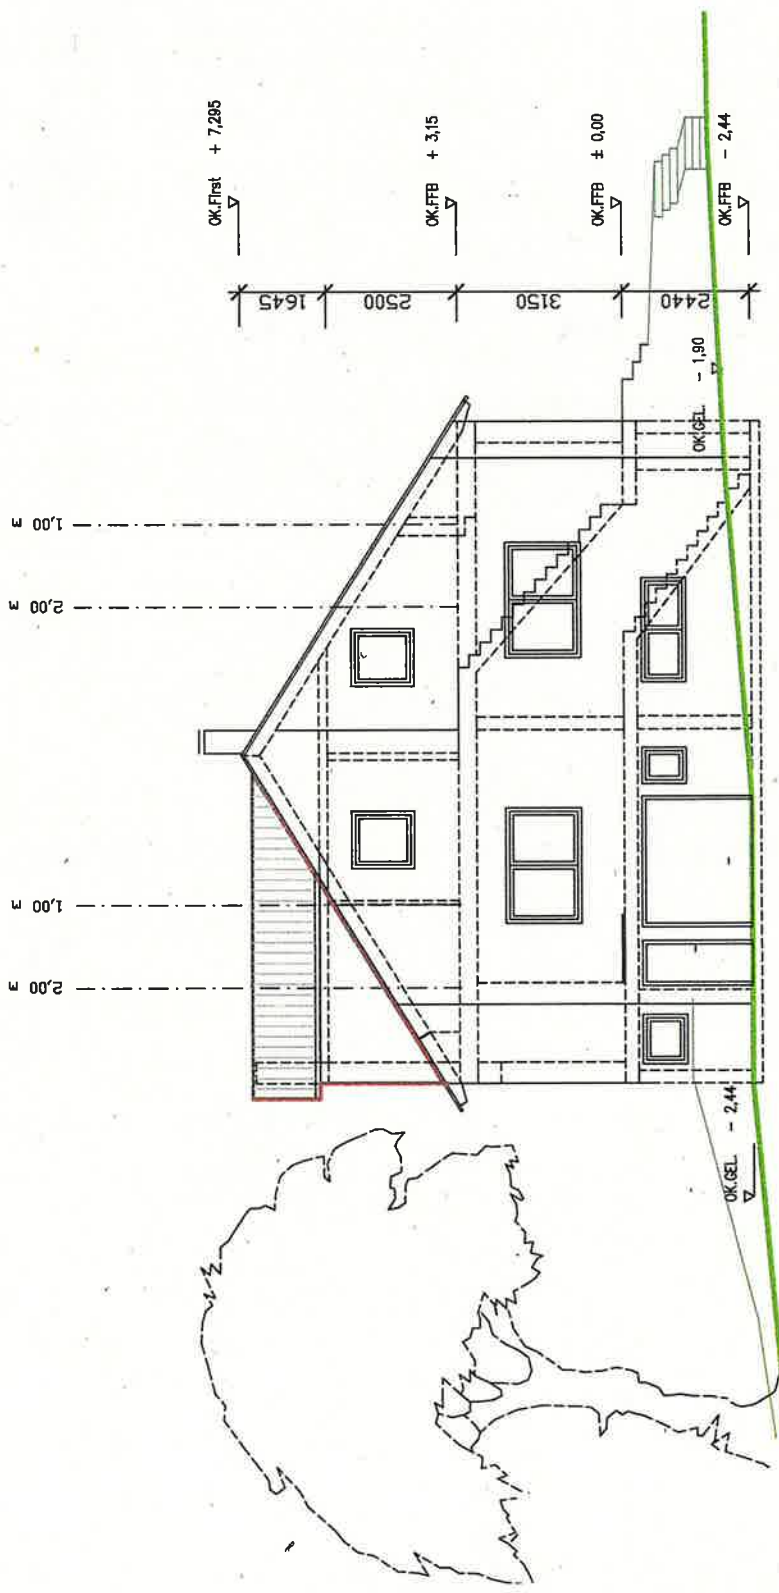 OK.First + 7,295
OK.FFB + 3,15
OK.FFB ± 0,00
OK.FFB - 2,44
1645
2500
3150
2440
OK.GEL. - 1,90
1,00 m
2,00 m
1,00 m
2,00 m
OK.GEL. - 2,44